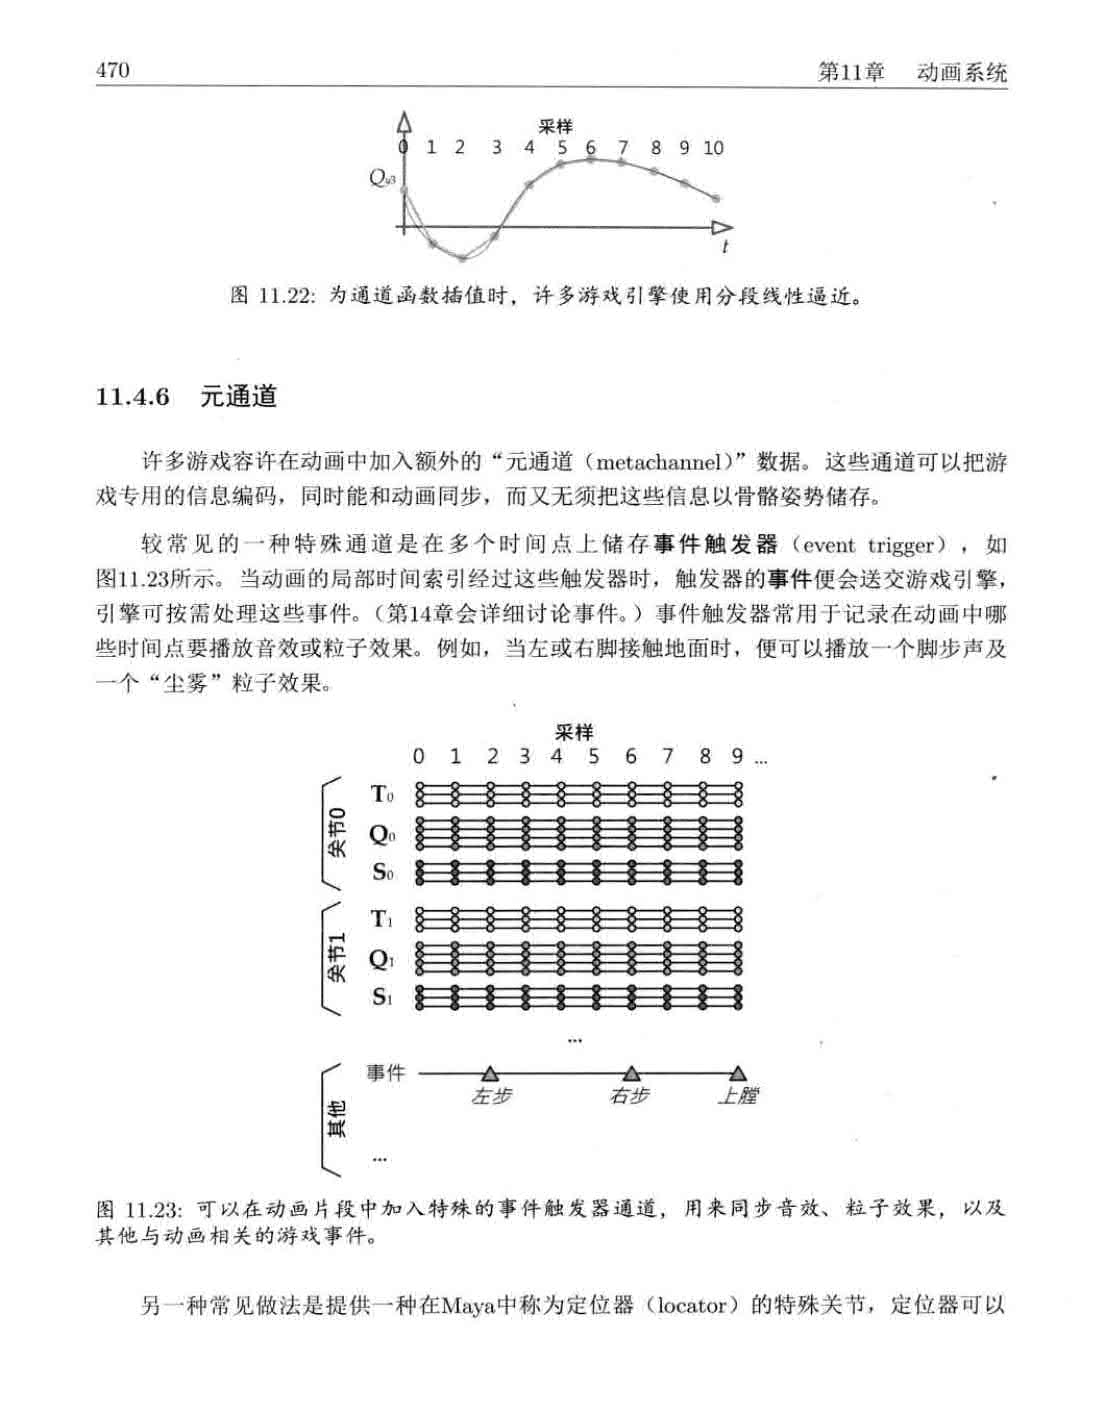 470
第11章 动画系统
采样
0 1 2 3 4 5 6 7 8 9 10
Qy3
t
图 11.22: 为通道函数插值时，许多游戏引擎使用分段线性逼近。
11.4.6 元通道
许多游戏容许在动画中加入额外的“元通道（metachannel）”数据。这些通道可以把游
戏专用的信息编码，同时能和动画同步，而又无须把这些信息以骨骼姿势储存。
较常见的一种特殊通道是在多个时间点上储存事件触发器（event trigger），如
图11.23所示。当动画的局部时间索引经过这些触发器时，触发器的事件便会送交游戏引擎，
引擎可按需处理这些事件。（第14章会详细讨论事件。）事件触发器常用于记录在动画中哪
些时间点要播放音效或粒子效果。例如，当左或右脚接触地面时，便可以播放一个脚步声及
一个“尘雾”粒子效果。
采样
0 1 2 3 4 5 6 7 8 9 ...
关节0
T0
Q0
S0
关节1
T1
Q1
S1
...
其他
事件
左步 右步 上膛
...
图 11.23: 可以在动画片段中加入特殊的事件触发器通道，用来同步音效、粒子效果，以及
其他与动画相关的游戏事件。
另一种常见做法是提供一种在Maya中称为定位器（locator）的特殊关节，定位器可以